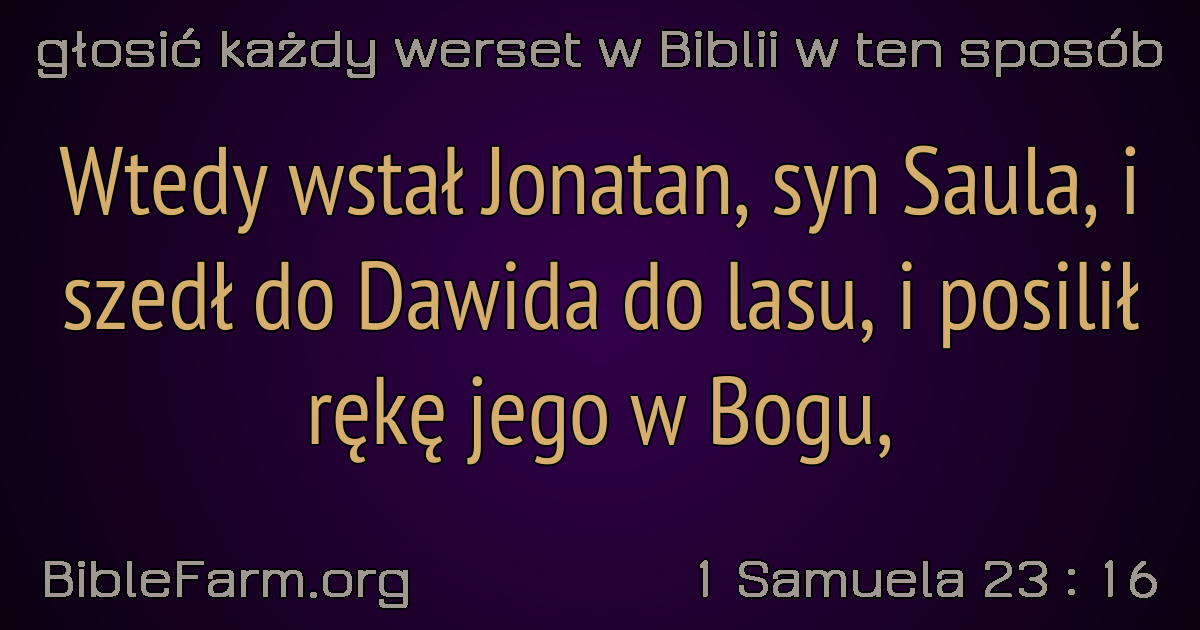 głosić każdy werset w Biblii w ten sposób
Wtedy wstał Jonatan, syn Saula, i
szedł do Dawida do lasu, i posilił
rękę jego w Bogu,
BibleFarm.org
1 Samuela 23 : 16